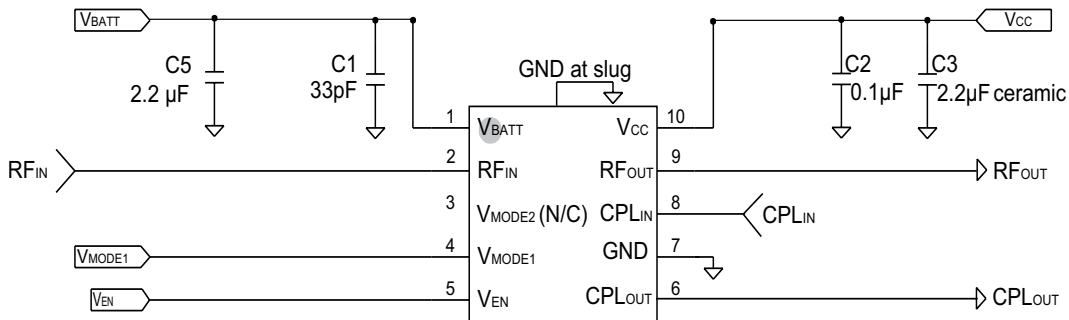 VBATT
VCC
C5
2.2 µF
C1
33pF
GND at slug
C2
0.1µF
C3
2.2µF ceramic
1
VBATT
VCC
10
RFIN
2
RFIN
RFOUT
9
RFOUT
3
VMODE2 (N/C)
CPLIN
8
CPLIN
VMODE1
4
VMODE1
GND
7
VEN
5
VEN
CPLOUT
6
CPLOUT